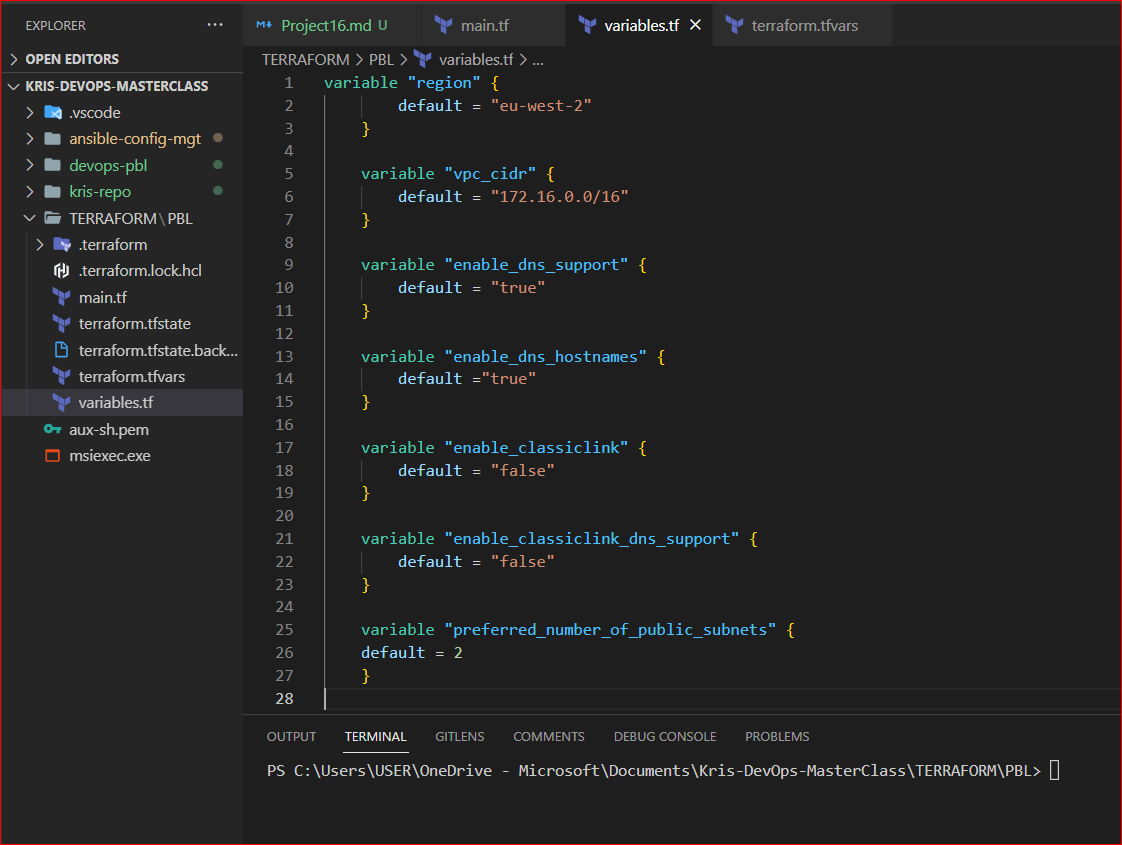 EXPLORER ...
Project16.md U main.tf variables.tf terraform.tfvars
OPEN EDITORS
KRIS-DEVOPS-MASTERCLASS
.vscode
ansible-config-mgt
devops-pbl
kris-repo
TERRAFORM\PBL
.terraform
.terraform.lock.hcl
main.tf
terraform.tfstate
terraform.tfstate.back...
terraform.tfvars
variables.tf
aux-sh.pem
msiexec.exe
TERRAFORM > PBL > variables.tf > ...
1 variable "region" {
2 default = "eu-west-2"
3 }
4
5 variable "vpc_cidr" {
6 default = "172.16.0.0/16"
7 }
8
9 variable "enable_dns_support" {
10 default = "true"
11 }
12
13 variable "enable_dns_hostnames" {
14 default ="true"
15 }
16
17 variable "enable_classiclink" {
18 default = "false"
19 }
20
21 variable "enable_classiclink_dns_support" {
22 default = "false"
23 }
24
25 variable "preferred_number_of_public_subnets" {
26 default = 2
27 }
28
OUTPUT TERMINAL GITLENS COMMENTS DEBUG CONSOLE PROBLEMS
PS C:\Users\USER\OneDrive - Microsoft\Documents\Kris-DevOps-MasterClass\TERRAFORM\PBL>